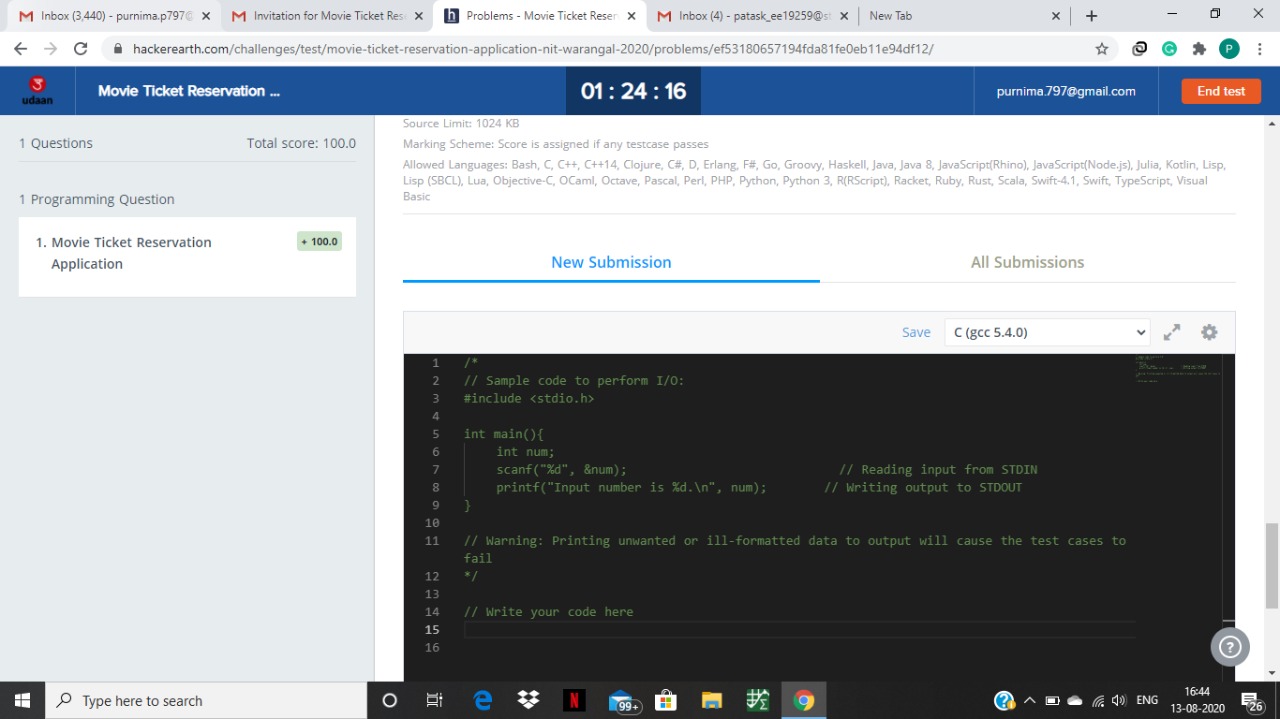 Inbox (3,440) - purnima.p797@
Invitation for Movie Ticket Res
Problems - Movie Ticket Reser
Inbox (4) - patask_ee19259@st
New Tab
hackerearth.com/challenges/test/movie-ticket-reservation-application-nit-warangal-2020/problems/ef53180657194fda81fe0eb11e94df12/
P
udaan
Movie Ticket Reservation ...
01 : 24 : 16
purnima.797@gmail.com
End test
1 Questions
Total score: 100.0
1 Programming Question
1. Movie Ticket Reservation
Application
+ 100.0
Source Limit: 1024 KB
Marking Scheme: Score is assigned if any testcase passes
Allowed Languages: Bash, C, C++, C++14, Clojure, C#, D, Erlang, F#, Go, Groovy, Haskell, Java, Java 8, JavaScript(Rhino), JavaScript(Node.js), Julia, Kotlin, Lisp,
Lisp (SBCL), Lua, Objective-C, OCaml, Octave, Pascal, Perl, PHP, Python, Python 3, R(RScript), Racket, Ruby, Rust, Scala, Swift-4.1, Swift, TypeScript, Visual
Basic
New Submission
All Submissions
Save
C (gcc 5.4.0)
1 /*
2 // Sample code to perform I/O:
3 #include <stdio.h>
4
5 int main(){
6 int num;
7 scanf("%d", &num); // Reading input from STDIN
8 printf("Input number is %d.\n", num); // Writing output to STDOUT
9 }
10
11 // Warning: Printing unwanted or ill-formatted data to output will cause the test cases to
fail
12 */
13
14 // Write your code here
15
16
?
Type here to search
99+
ENG
16:44
13-08-2020
26